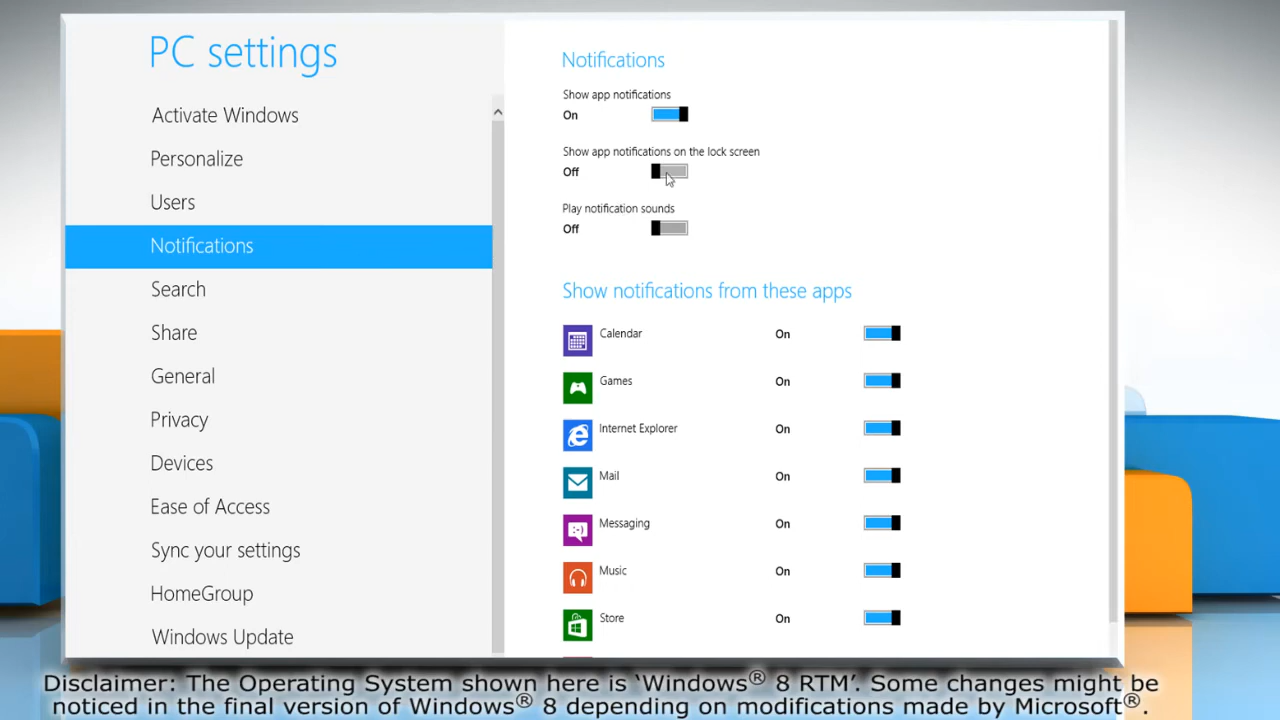 PC settings
Activate Windows
Personalize
Users
Notifications
Search
Share
General
Privacy
Devices
Ease of Access
Sync your settings
HomeGroup
Windows Update
Notifications
Show app notifications
On
Show app notifications on the lock screen
Off
Play notification sounds
Off
Show notifications from these apps
Calendar On
Games On
Internet Explorer On
Mail On
Messaging On
Music On
Store On
Disclaimer: The Operating System shown here is ‘Windows® 8 RTM’. Some changes might be
noticed in the final version of Windows® 8 depending on modifications made by Microsoft®.